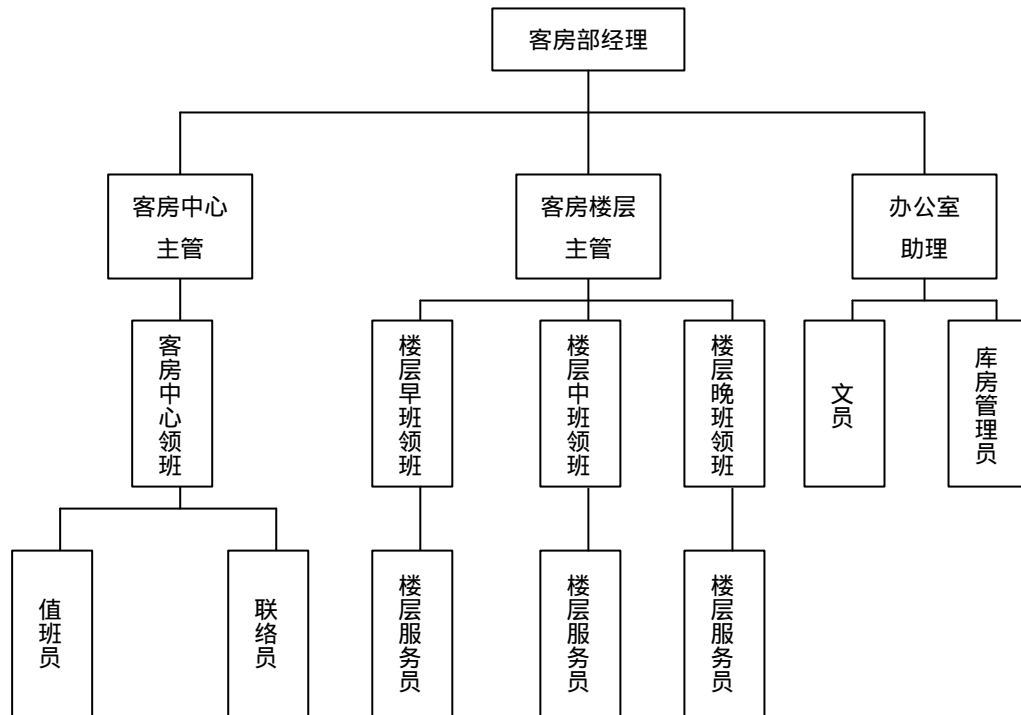 客房部经理
客房中心
主管
客房楼层
主管
办公室
助理
客房中心领班
楼层早班领班
楼层中班领班
楼层晚班领班
文员
库房管理员
值班员
联络员
楼层服务员
楼层服务员
楼层服务员